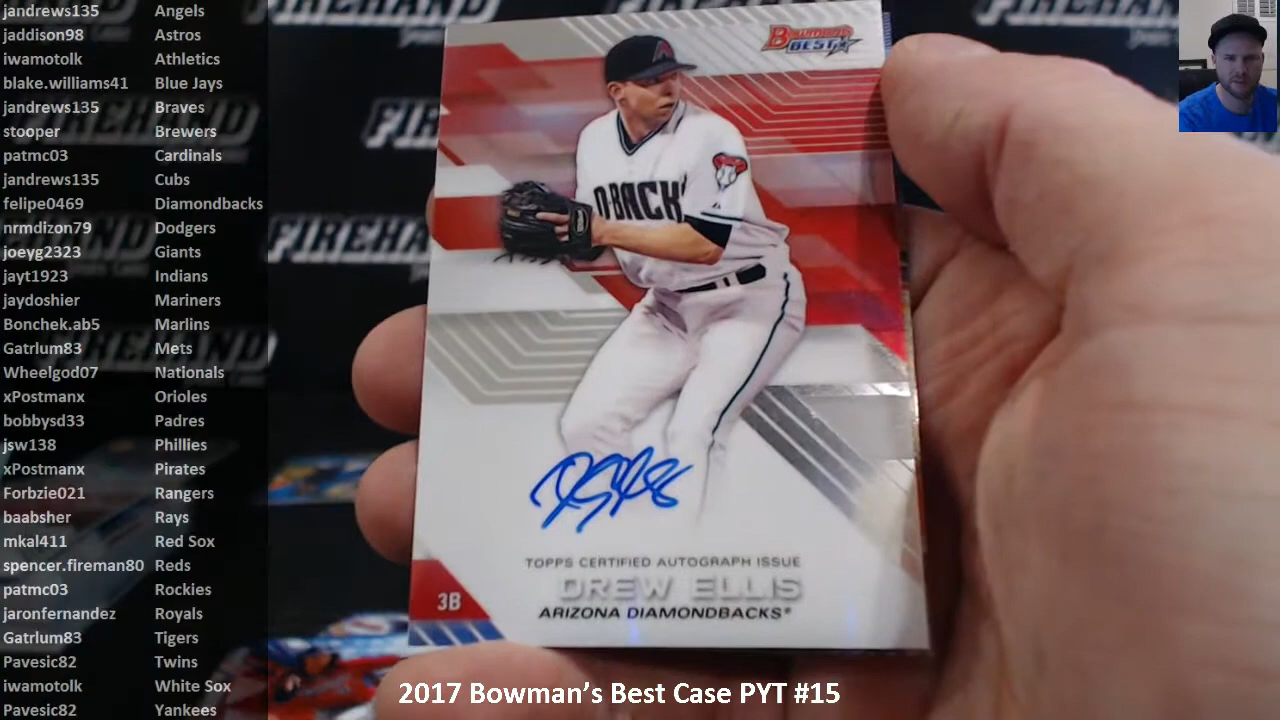 jandrews135 Angels
jaddison98 Astros
iwamotolk Athletics
blake.williams41 Blue Jays
jandrews135 Braves
stooper Brewers
patmc03 Cardinals
jandrews135 Cubs
felipe0469 Diamondbacks
nrmdizon79 Dodgers
joeyg2323 Giants
jayt1923 Indians
jaydoshier Mariners
Bonchek.ab5 Marlins
Gatrlum83 Mets
Wheelgod07 Nationals
xPostmanx Orioles
bobbysd33 Padres
jsw138 Phillies
xPostmanx Pirates
Forbzie021 Rangers
baabsher Rays
mkal411 Red Sox
spencer.fireman80 Reds
patmc03 Rockies
jaronfernandez Royals
Gatrlum83 Tigers
Pavesic82 Twins
iwamotolk White Sox
Pavesic82 Yankees
FIREHAND
Bowman's
BEST
D-BACKS
TOPPS CERTIFIED AUTOGRAPH ISSUE
DREW ELLIS
3B
ARIZONA DIAMONDBACKS
2017 Bowman's Best Case PYT #15